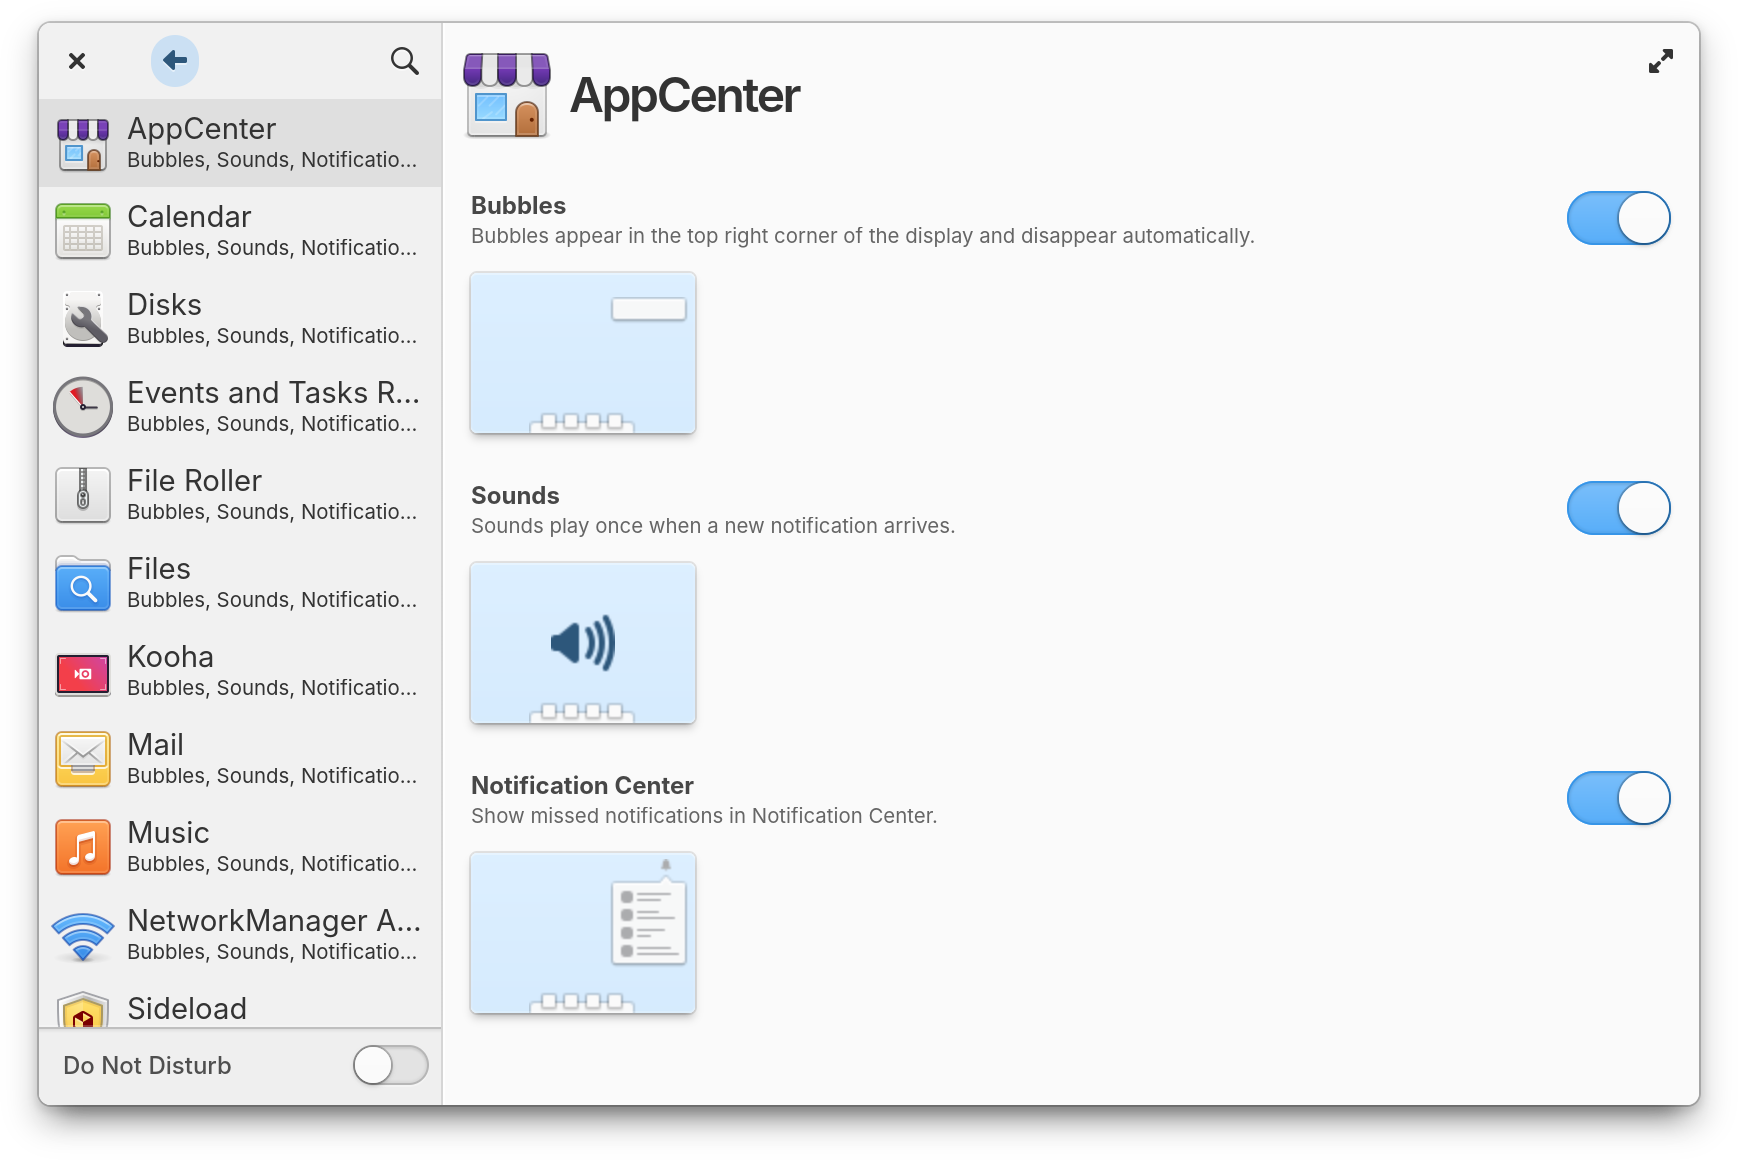 AppCenter
Bubbles, Sounds, Notificatio...
Calendar
Bubbles, Sounds, Notificatio...
Disks
Bubbles, Sounds, Notificatio...
Events and Tasks R...
Bubbles, Sounds, Notificatio...
File Roller
Bubbles, Sounds, Notificatio...
Files
Bubbles, Sounds, Notificatio...
Kooha
Bubbles, Sounds, Notificatio...
Mail
Bubbles, Sounds, Notificatio...
Music
Bubbles, Sounds, Notificatio...
NetworkManager A...
Bubbles, Sounds, Notificatio...
Sideload
Do Not Disturb
AppCenter
Bubbles
Bubbles appear in the top right corner of the display and disappear automatically.
Sounds
Sounds play once when a new notification arrives.
Notification Center
Show missed notifications in Notification Center.